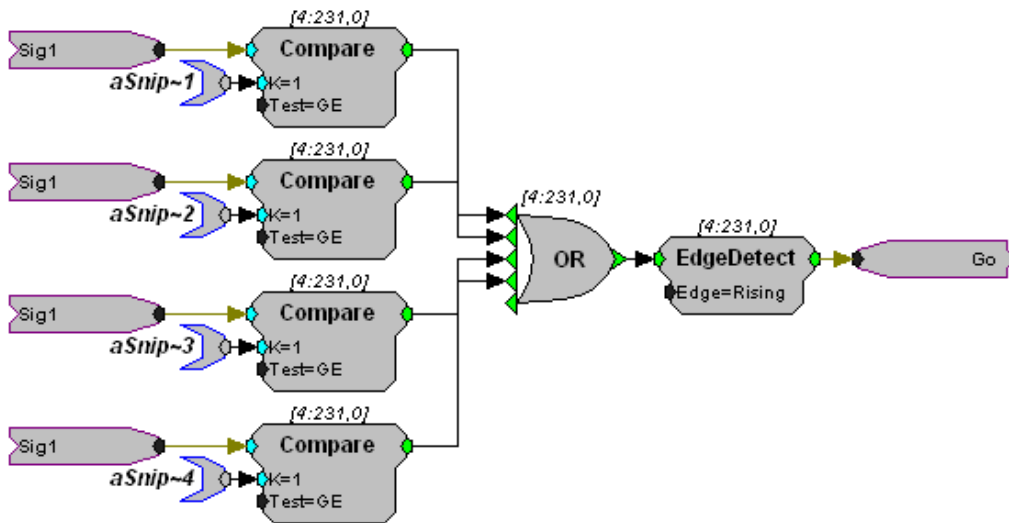 [4:231,0]
Sig1
Compare
aSnip~1
K=1
Test=GE
[4:231,0]
Sig1
Compare
aSnip~2
K=1
Test=GE
[4:231,0]
OR
[4:231,0]
EdgeDetect
Edge=Rising
Go
[4:231,0]
Sig1
Compare
aSnip~3
K=1
Test=GE
[4:231,0]
Sig1
Compare
aSnip~4
K=1
Test=GE